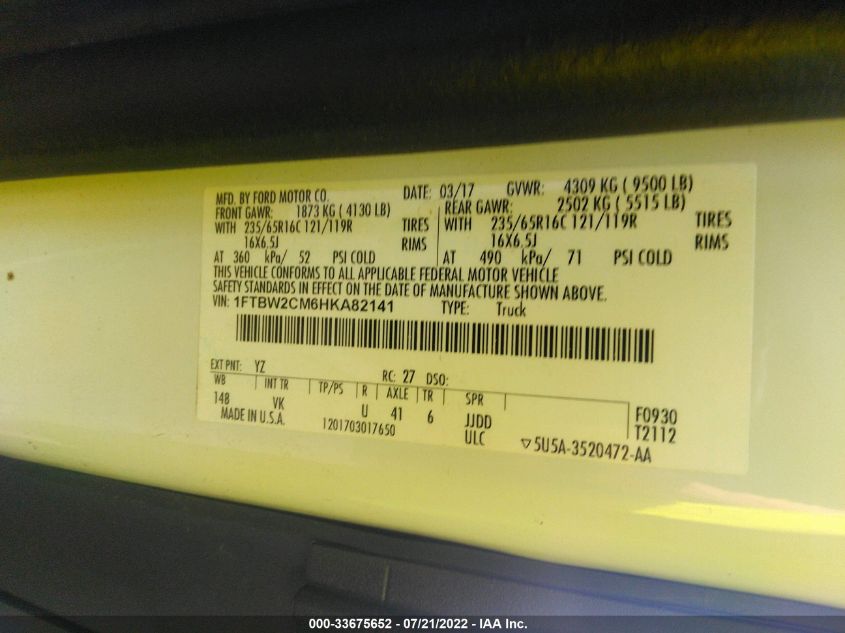 MFD. BY FORD MOTOR CO. DATE: 03/17 GVWR: 4309 KG ( 9500 LB)
FRONT GAWR: 1873 KG ( 4130 LB) REAR GAWR: 2502 KG ( 5515 LB)
WITH 235/65R16C 121/119R TIRES WITH 235/65R16C 121/119R TIRES
16X6.5J RIMS 16X6.5J RIMS
AT 360 kPa/ 52 PSI COLD AT 490 kPa/ 71 PSI COLD
THIS VEHICLE CONFORMS TO ALL APPLICABLE FEDERAL MOTOR VEHICLE
SAFETY STANDARDS IN EFFECT ON THE DATE OF MANUFACTURE SHOWN ABOVE.
VIN: 1FTBW2CM6HKA82141 TYPE: Truck
EXT PNT: YZ RC: 27 DSO:
WB INT TR TP/PS R AXLE TR SPR
148 VK U 41 6 JJDD F0930
MADE IN U.S.A. 1201703017650 ULC T2112
▽5U5A-3520472-AA
000-33675652 / 07/21/2022 - IAA Inc.